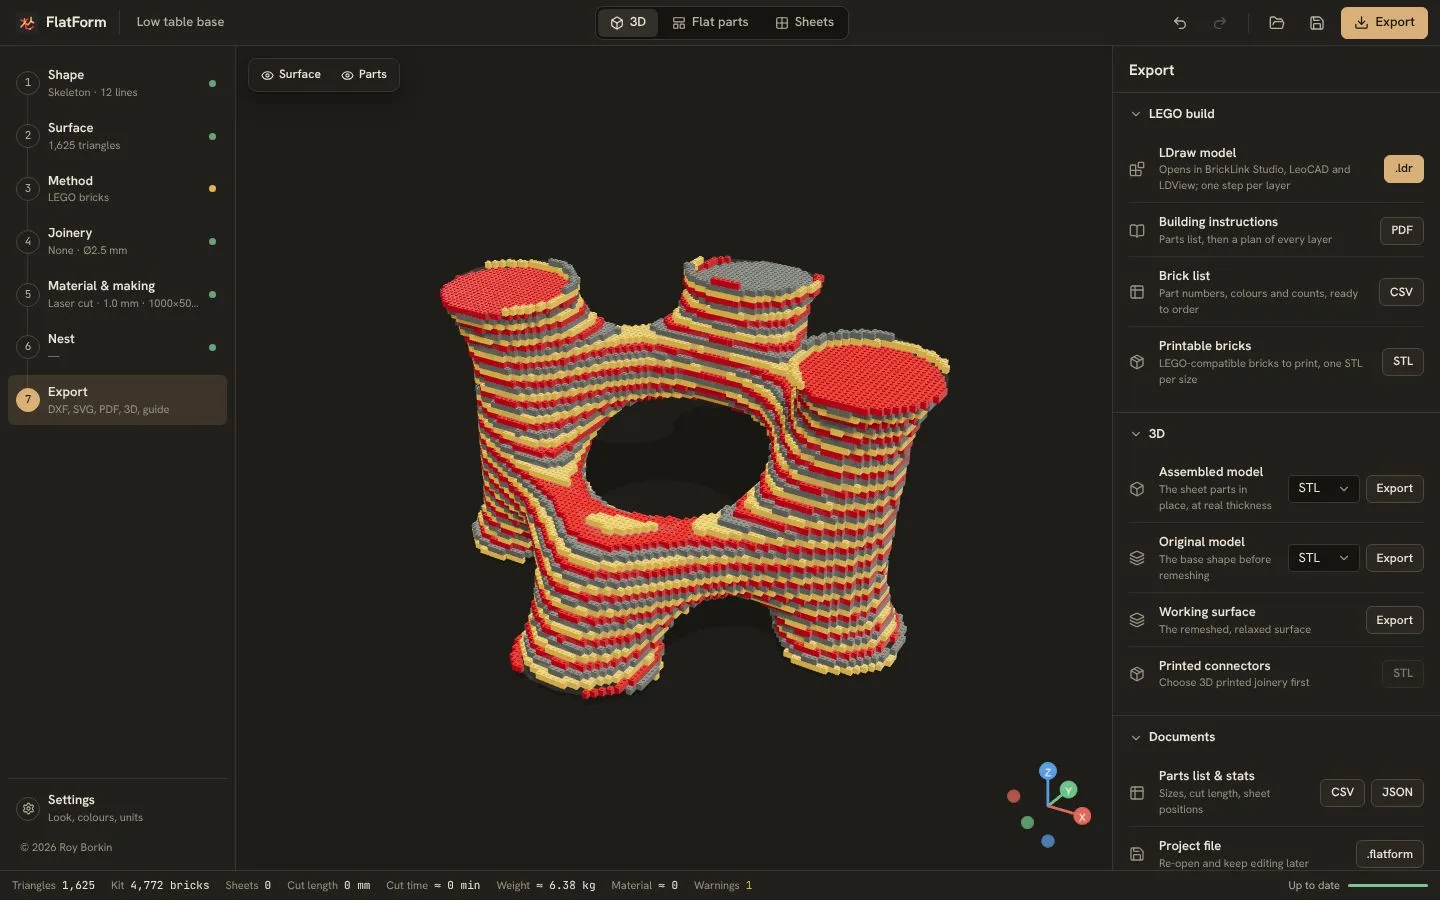 FlatForm
Low table base
3D
Flat parts
Sheets
Export
1
Shape
Skeleton · 12 lines
2
Surface
1,625 triangles
3
Method
LEGO bricks
4
Joinery
None · Ø2.5 mm
5
Material & making
Laser cut · 1.0 mm · 1000×50…
6
Nest
—
7
Export
DXF, SVG, PDF, 3D, guide
Settings
Look, colours, units
© 2026 Roy Borkin
Surface
Parts
Z
Y
X
Export
LEGO build
LDraw model
Opens in BrickLink Studio, LeoCAD and
LDView; one step per layer
.ldr
Building instructions
Parts list, then a plan of every layer
PDF
Brick list
Part numbers, colours and counts, ready
to order
CSV
Printable bricks
LEGO-compatible bricks to print, one STL
per size
STL
3D
Assembled model
The sheet parts in
place, at real thickness
STL
Export
Original model
The base shape before
remeshing
STL
Export
Working surface
The remeshed, relaxed surface
Export
Printed connectors
Choose 3D printed joinery first
STL
Documents
Parts list & stats
Sizes, cut length, sheet
positions
CSV
JSON
Project file
Re-open and keep editing later
.flatform
Triangles 1,625
Kit 4,772 bricks
Sheets 0
Cut length 0 mm
Cut time ≈ 0 min
Weight ≈ 6.38 kg
Material ≈ 0
Warnings 1
Up to date